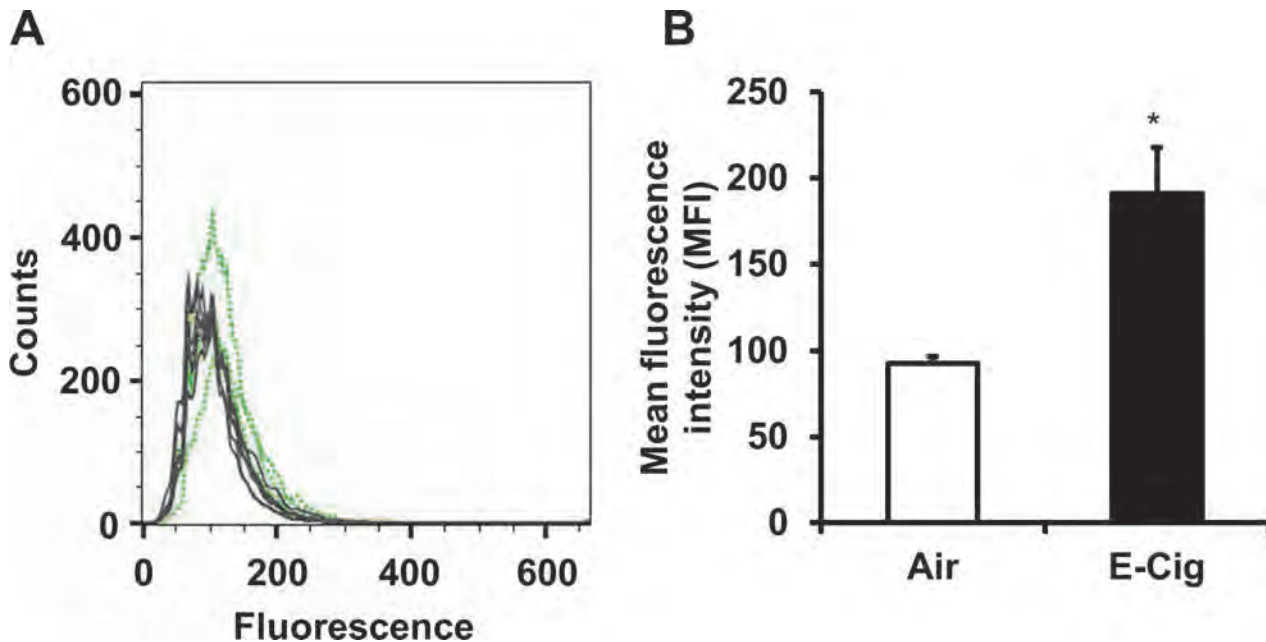 A
600
400
200
0
Counts
0 200 400 600
Fluorescence
B
250
200
150
100
50
0
Mean fluorescence
intensity (MFI)
*
Air E-Cig